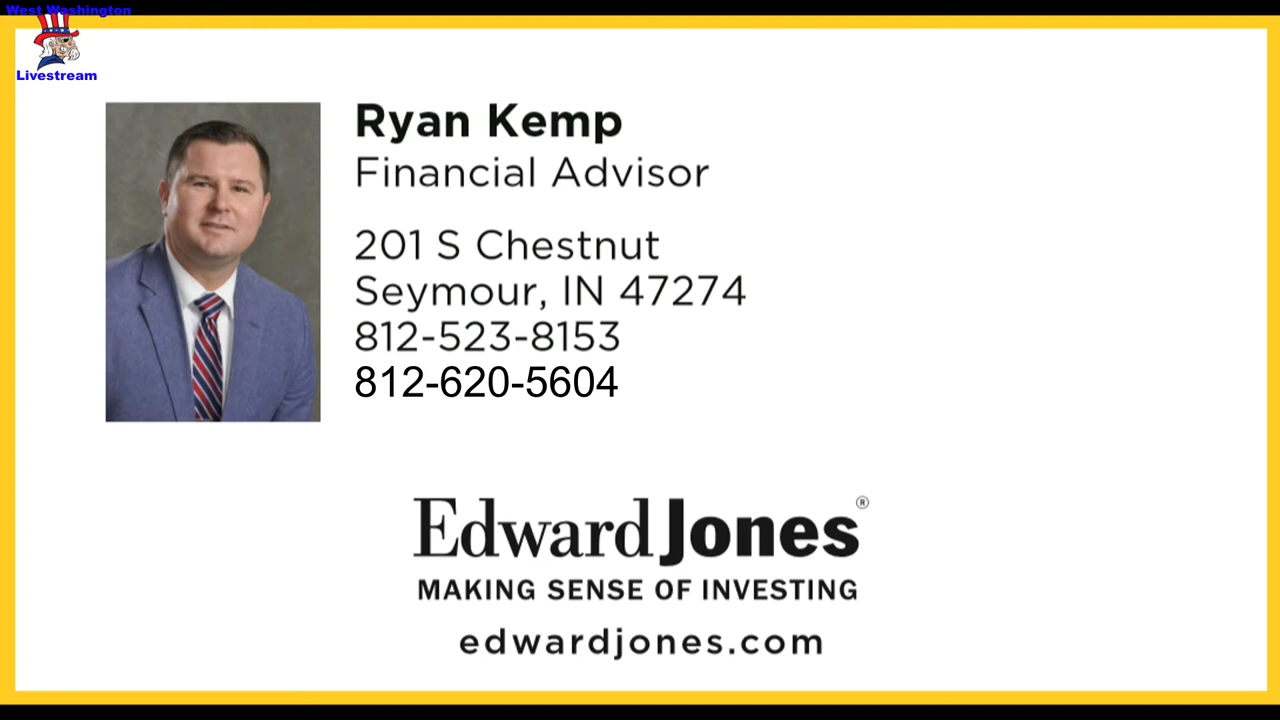 West Washington
Livestream
Ryan Kemp
Financial Advisor
201 S Chestnut
Seymour, IN 47274
812-523-8153
812-620-5604
Edward Jones®
MAKING SENSE OF INVESTING
edwardjones.com